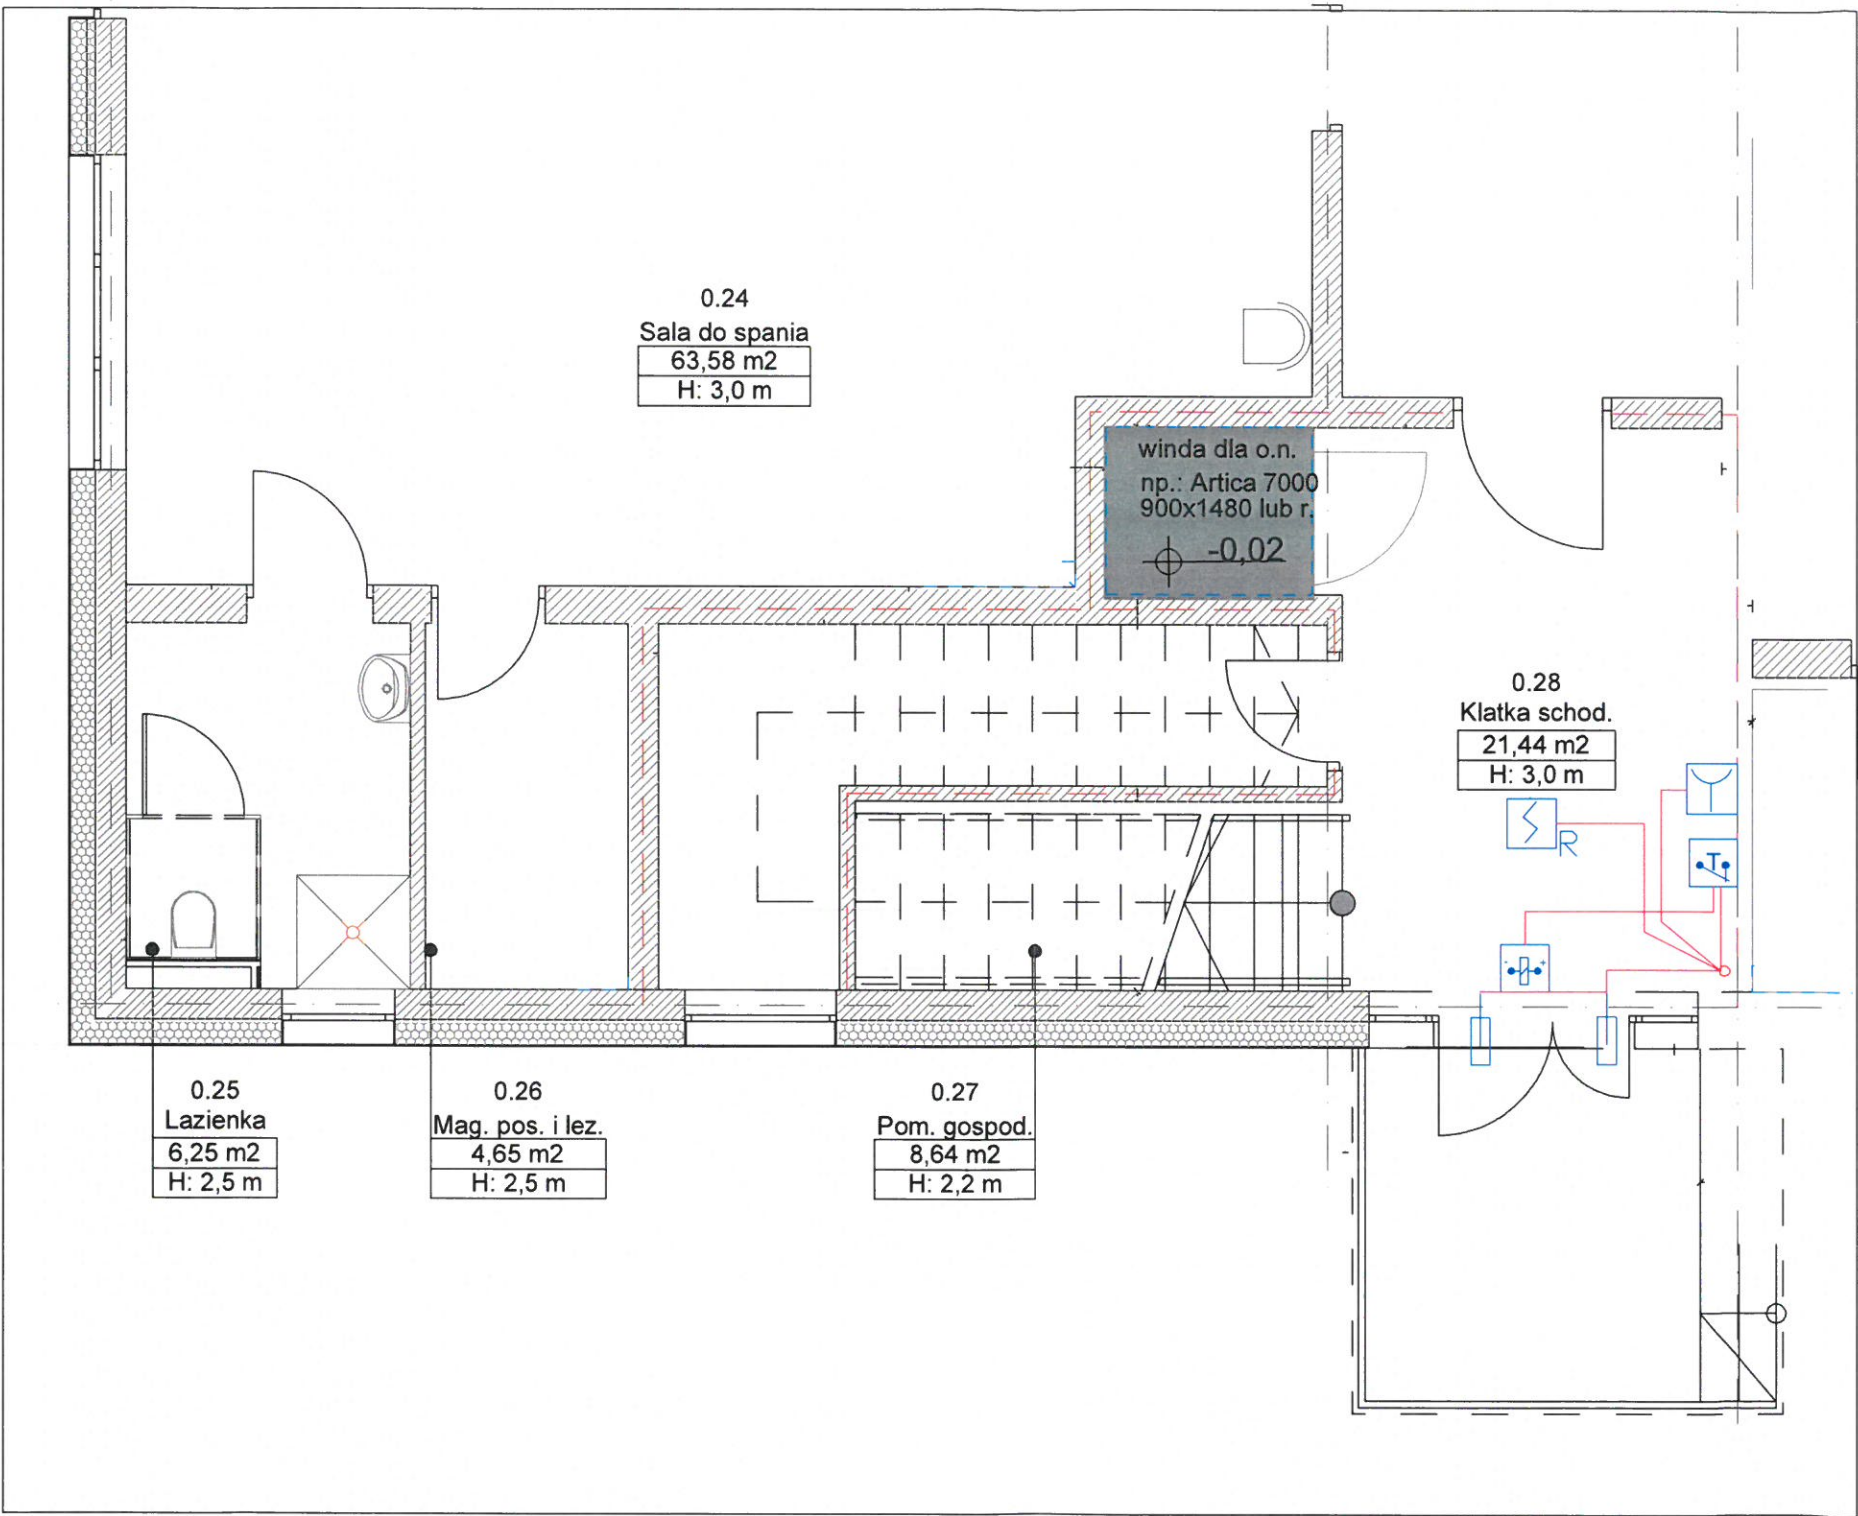 0.24
Sala do spania
63,58 m2
H: 3,0 m
winda dla o.n.
np.: Artica 7000
900x1480 lub r.
-0,02
0.28
Klatka schod.
21,44 m2
H: 3,0 m
R
T
- +
0.25
Lazienka
6,25 m2
H: 2,5 m
0.26
Mag. pos. i lez.
4,65 m2
H: 2,5 m
0.27
Pom. gospod.
8,64 m2
H: 2,2 m